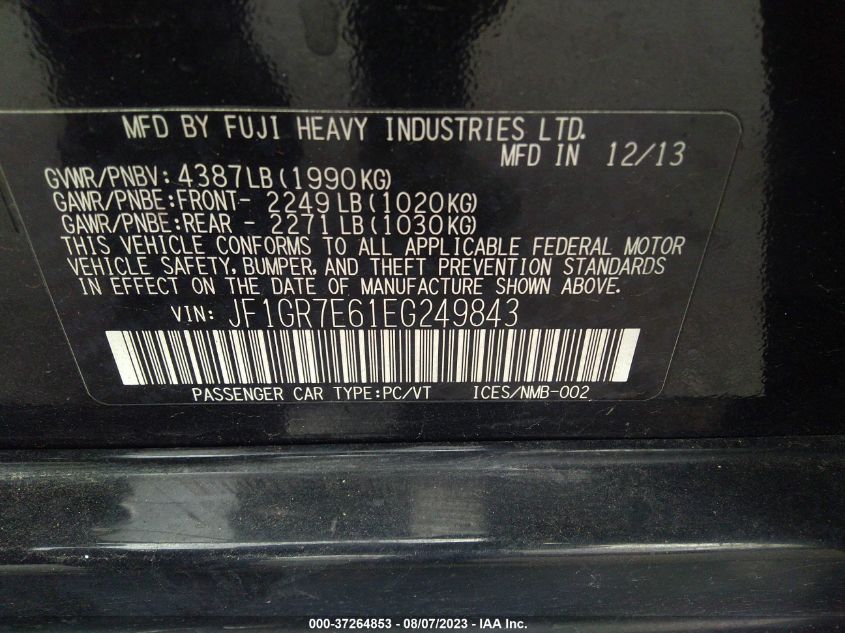 MFD BY FUJI HEAVY INDUSTRIES LTD.
MFD IN 12/13
GVWR/PNBV: 4387LB(1990KG)
GAWR/PNBE:FRONT- 2249LB(1020KG)
GAWR/PNBE:REAR - 2271LB(1030KG)
THIS VEHICLE CONFORMS TO ALL APPLICABLE FEDERAL MOTOR
VEHICLE SAFETY, BUMPER, AND THEFT PREVENTION STANDARDS
IN EFFECT ON THE DATE OF MANUFACTURE SHOWN ABOVE.
VIN: JF1GR7E61EG249843
PASSENGER CAR TYPE:PC/VT ICES/NMB-002
000-37264853 - 08/07/2023 - IAA Inc.